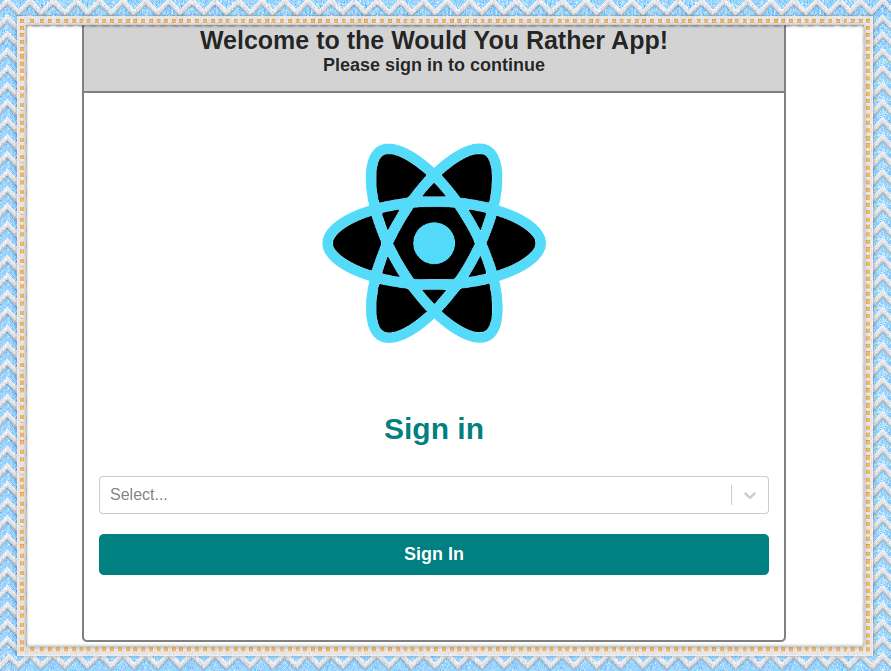 Welcome to the Would You Rather App!
Please sign in to continue
Sign in
Select...
Sign In